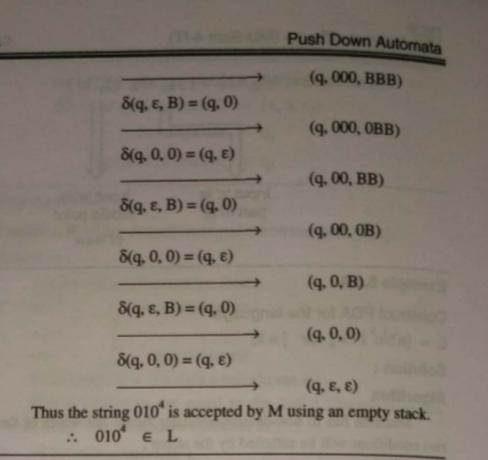 Push Down Automata
⟶ (q, 000, BBB)
δ(q, ε, B) = (q, 0)
⟶ (q, 000, 0BB)
δ(q, 0, 0) = (q, ε)
⟶ (q, 00, BB)
δ(q, ε, B) = (q, 0)
⟶ (q, 00, 0B)
δ(q, 0, 0) = (q, ε)
⟶ (q, 0, B)
δ(q, ε, B) = (q, 0)
⟶ (q, 0, 0)
δ(q, 0, 0) = (q, ε)
⟶ (q, ε, ε)
Thus the string 010⁴ is accepted by M using an empty stack.
∴ 010⁴ ∈ L